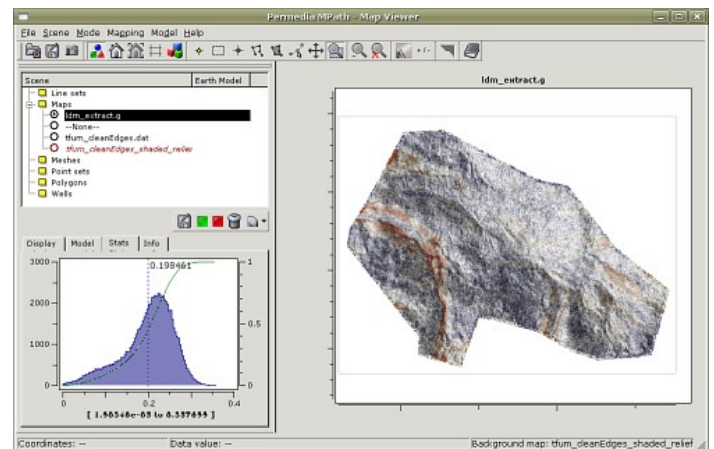 Permedia MPath - Map Viewer
File Scene Mode Mapping Model Help
Scene Earth Model
Line sets
Maps
ldm_extract.g
--None--
tfum_cleanEdges.dat
tfum_cleanEdges_shaded_relief
Meshes
Point sets
Polygons
Wells
Display Model Stats Info
3000
2000
1000
0
0.198461
1
0.5
0
0 0.2 0.4
ldm_extract.g
Coordinates: -- Data value: -- Background map: tfum_cleanEdges_shaded_relief